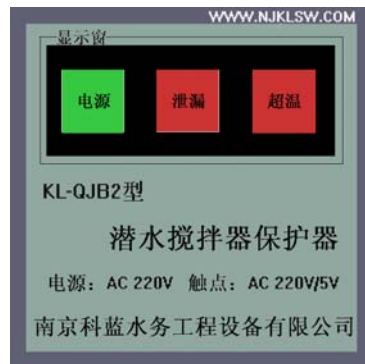 WWW.NJKLSW.COM
显示窗
电源 泄漏 超温
KL-QJB2型
潜水搅拌器保护器
电源：AC 220V 触点：AC 220V/5V
南京科蓝水务工程设备有限公司